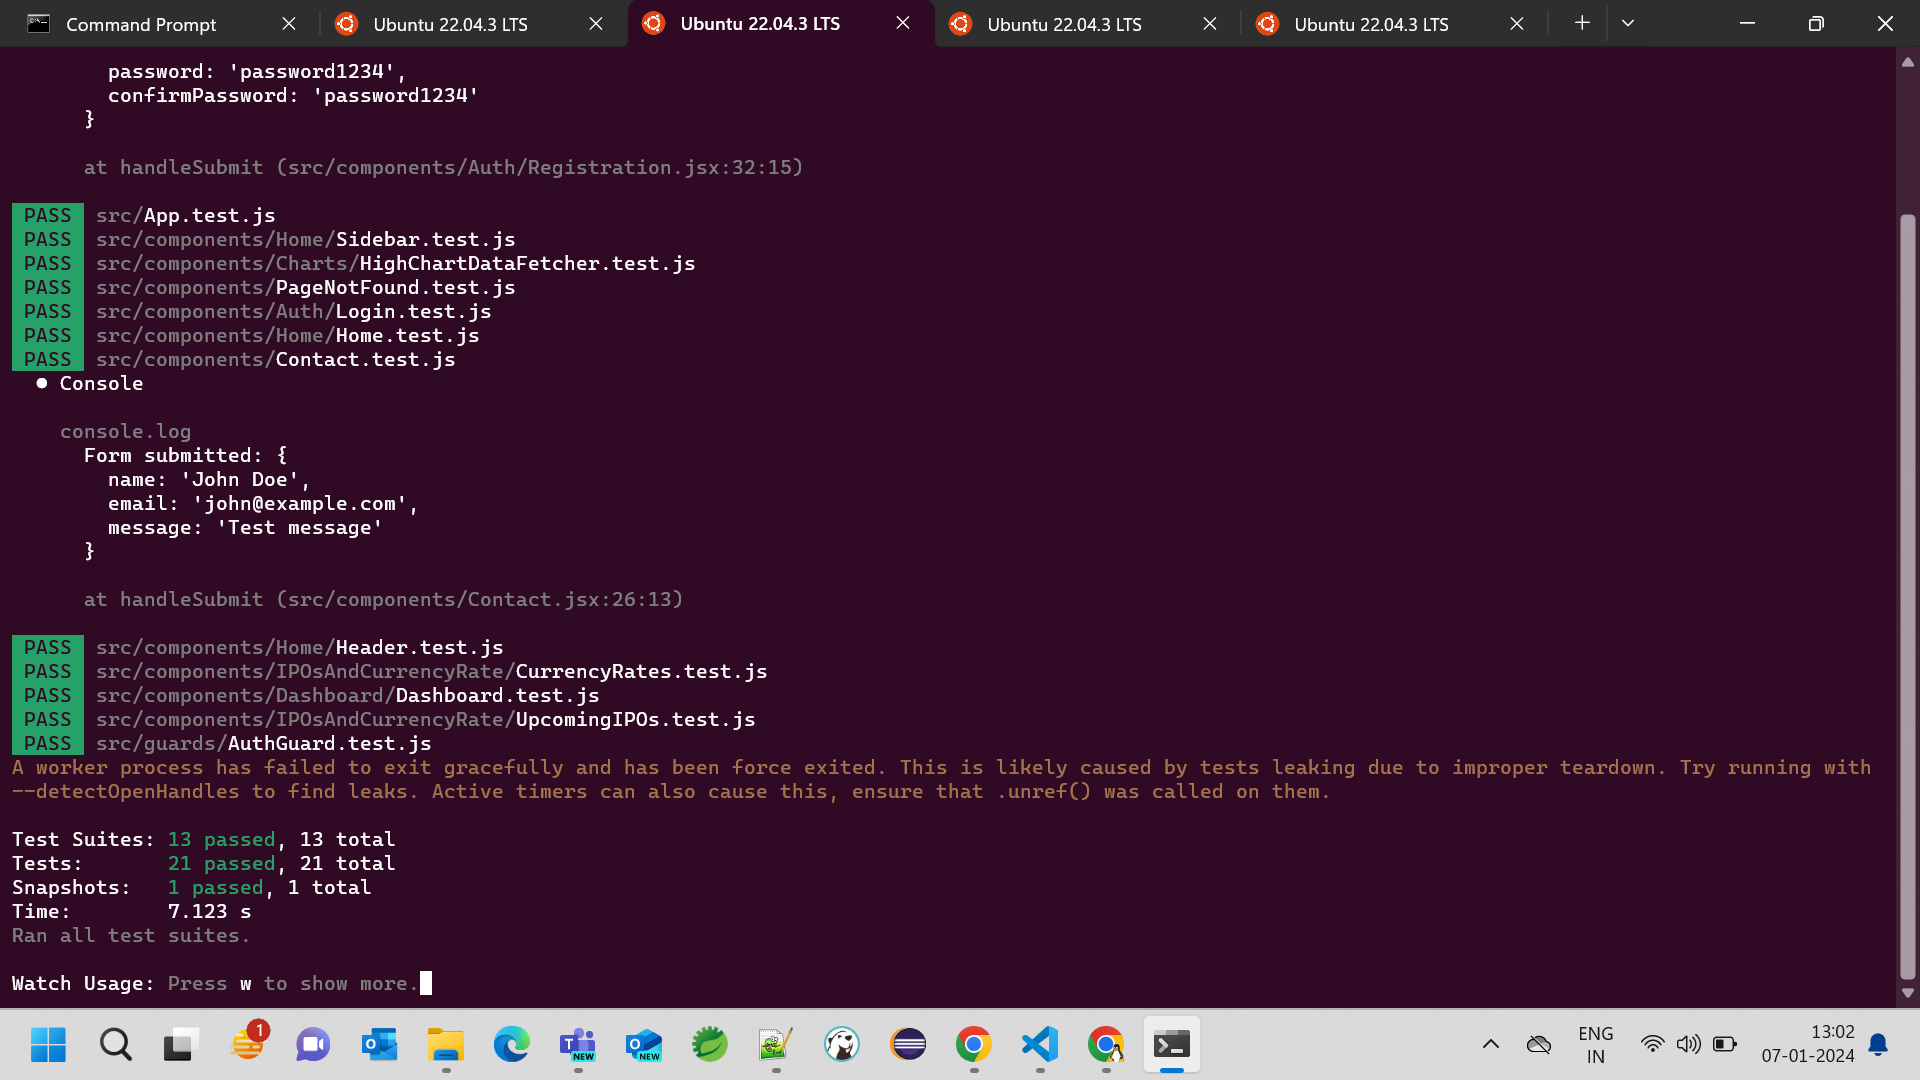 Command Prompt
Ubuntu 22.04.3 LTS
Ubuntu 22.04.3 LTS
Ubuntu 22.04.3 LTS
Ubuntu 22.04.3 LTS
password: 'password1234',
confirmPassword: 'password1234'
}
at handleSubmit (src/components/Auth/Registration.jsx:32:15)
PASS src/App.test.js
PASS src/components/Home/Sidebar.test.js
PASS src/components/Charts/HighChartDataFetcher.test.js
PASS src/components/PageNotFound.test.js
PASS src/components/Auth/Login.test.js
PASS src/components/Home/Home.test.js
PASS src/components/Contact.test.js
● Console
console.log
Form submitted: {
name: 'John Doe',
email: 'john@example.com',
message: 'Test message'
}
at handleSubmit (src/components/Contact.jsx:26:13)
PASS src/components/Home/Header.test.js
PASS src/components/IPOsAndCurrencyRate/CurrencyRates.test.js
PASS src/components/Dashboard/Dashboard.test.js
PASS src/components/IPOsAndCurrencyRate/UpcomingIPOs.test.js
PASS src/guards/AuthGuard.test.js
A worker process has failed to exit gracefully and has been force exited. This is likely caused by tests leaking due to improper teardown. Try running with
--detectOpenHandles to find leaks. Active timers can also cause this, ensure that .unref() was called on them.
Test Suites: 13 passed, 13 total
Tests: 21 passed, 21 total
Snapshots: 1 passed, 1 total
Time: 7.123 s
Ran all test suites.
Watch Usage: Press w to show more.
1
NEW
NEW
ENG
IN
13:02
07-01-2024